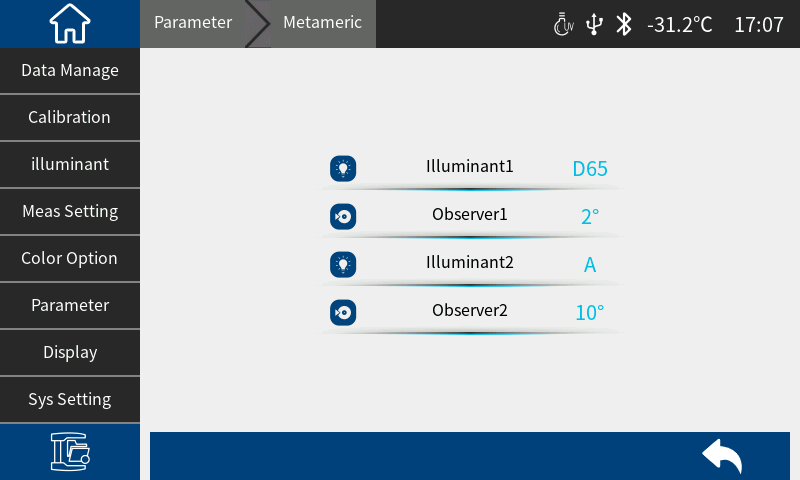 Parameter
Metameric
UV
-31.2°C
17:07
Data Manage
Calibration
illuminant
Meas Setting
Color Option
Parameter
Display
Sys Setting
Illuminant1 D65
Observer1 2°
Illuminant2 A
Observer2 10°